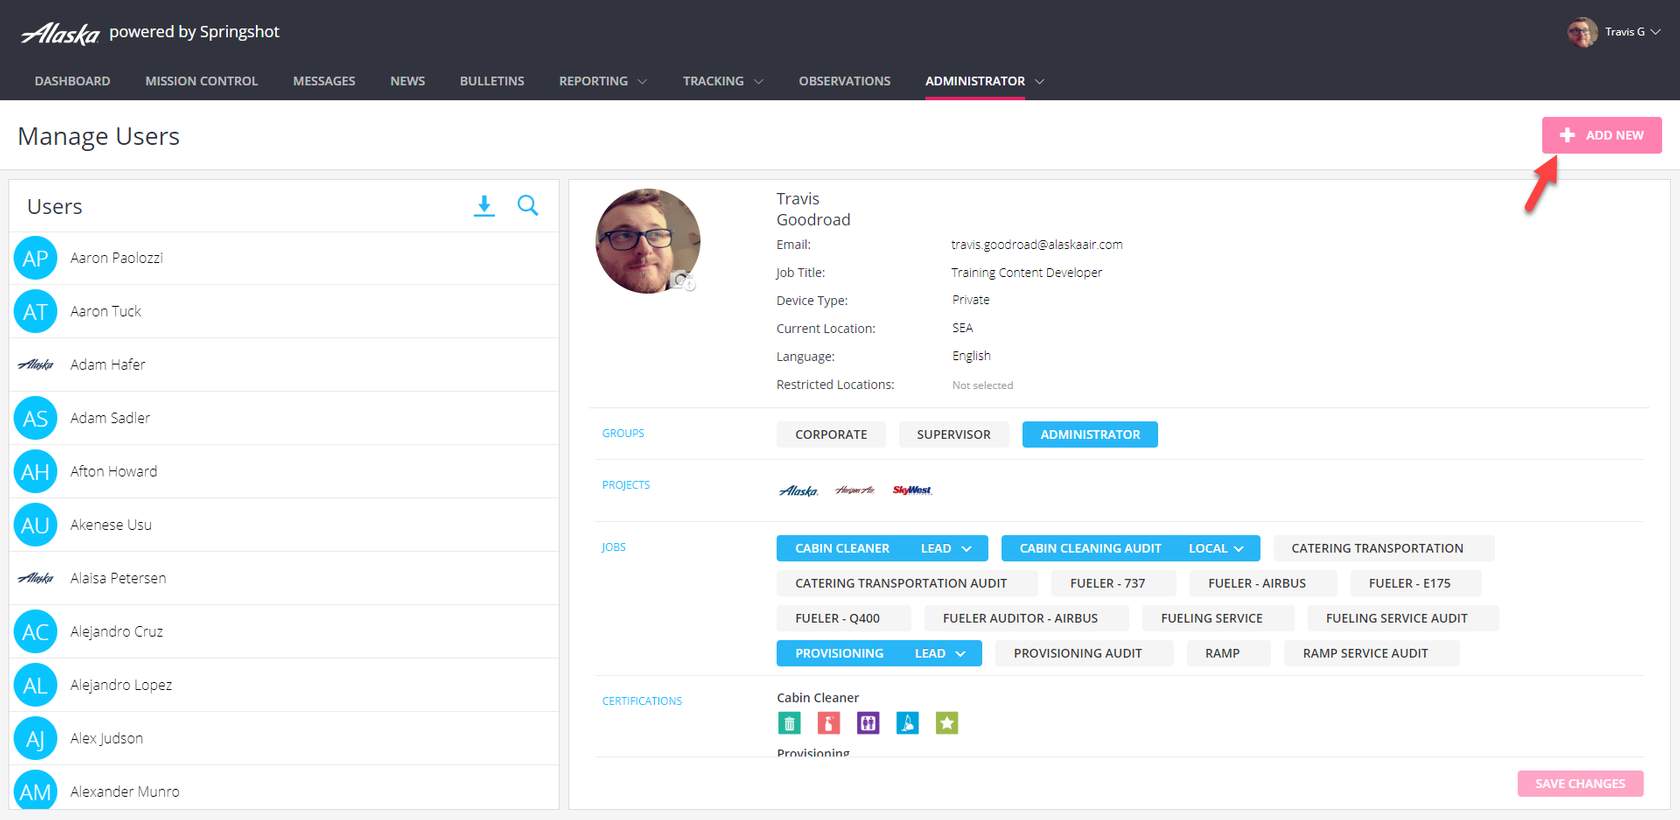 Alaska powered by Springshot
Travis G
DASHBOARD MISSION CONTROL MESSAGES NEWS BULLETINS REPORTING TRACKING OBSERVATIONS ADMINISTRATOR
Manage Users
ADD NEW
Users
AP Aaron Paolozzi
AT Aaron Tuck
Alaska Adam Hafer
AS Adam Sadler
AH Afton Howard
AU Akenese Usu
Alaska Alaisa Petersen
AC Alejandro Cruz
AL Alejandro Lopez
AJ Alex Judson
AM Alexander Munro
Travis
Goodroad
Email: travis.goodroad@alaskaair.com
Job Title: Training Content Developer
Device Type: Private
Current Location: SEA
Language: English
Restricted Locations: Not selected
GROUPS CORPORATE SUPERVISOR ADMINISTRATOR
PROJECTS Alaska Horizon Air SkyWest
JOBS CABIN CLEANER LEAD CABIN CLEANING AUDIT LOCAL CATERING TRANSPORTATION
CATERING TRANSPORTATION AUDIT FUELER - 737 FUELER - AIRBUS FUELER - E175
FUELER - Q400 FUELER AUDITOR - AIRBUS FUELING SERVICE FUELING SERVICE AUDIT
PROVISIONING LEAD PROVISIONING AUDIT RAMP RAMP SERVICE AUDIT
CERTIFICATIONS Cabin Cleaner
Provisioning
SAVE CHANGES